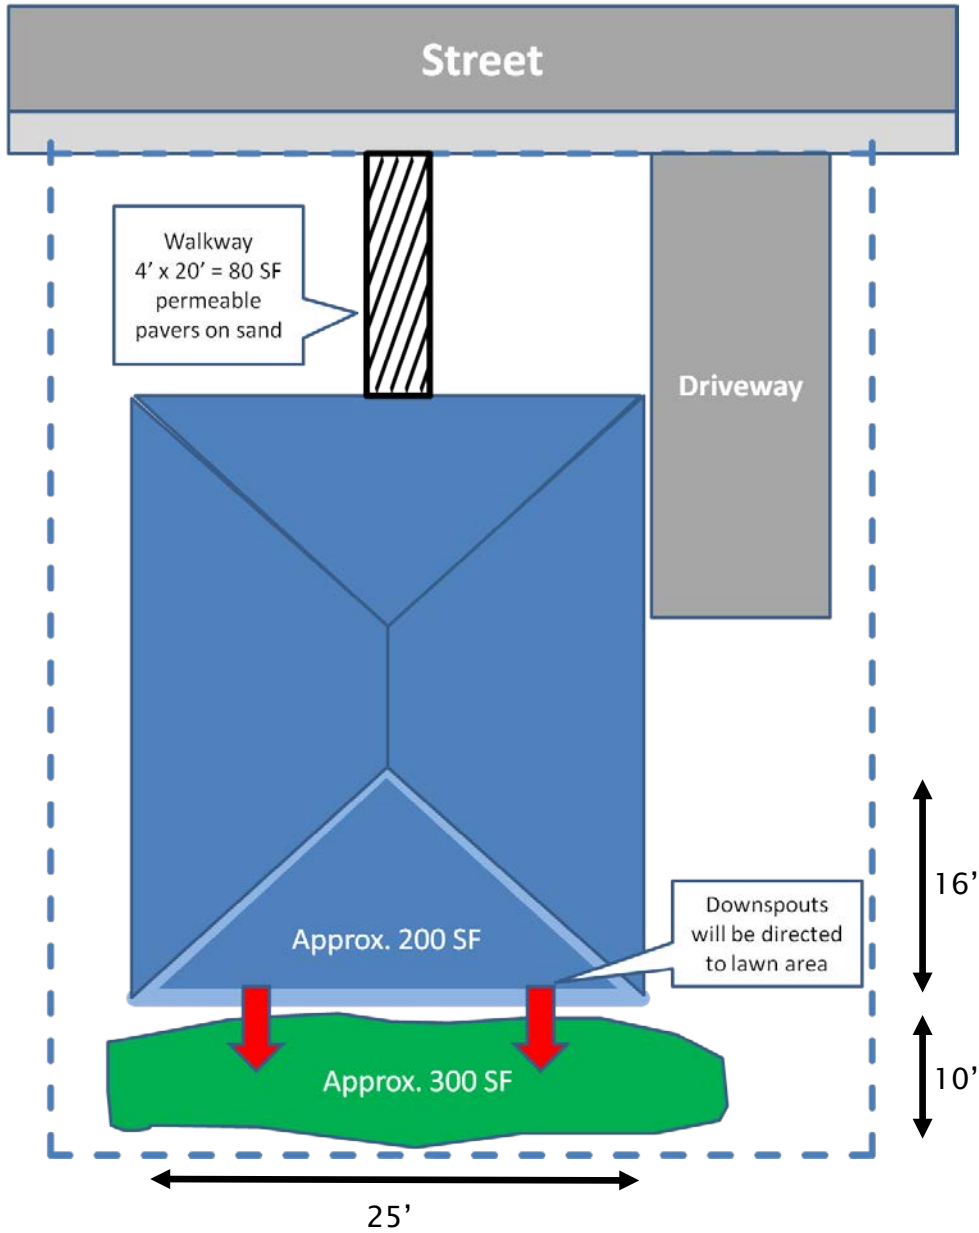 Street
Walkway
4’ x 20’ = 80 SF
permeable
pavers on sand
Driveway
16’
Downspouts
will be directed
to lawn area
Approx. 200 SF
Approx. 300 SF
10’
25’